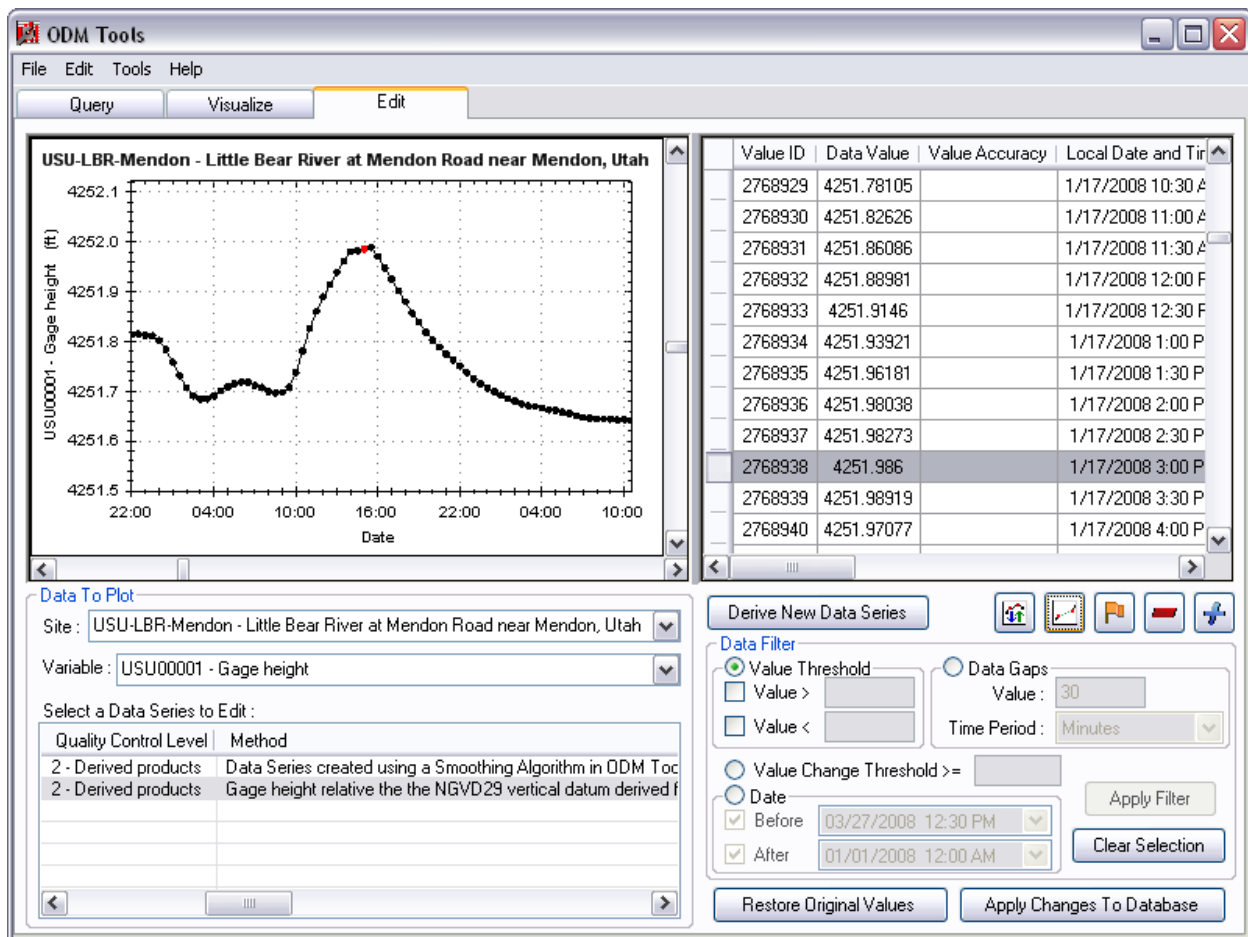 ODM Tools
File Edit Tools Help
Query Visualize Edit
USU-LBR-Mendon - Little Bear River at Mendon Road near Mendon, Utah
USU00001 - Gage height (ft)
4252.1
4252.0
4251.9
4251.8
4251.7
4251.6
4251.5
22:00 04:00 10:00 16:00 22:00 04:00 10:00
Date
Value ID Data Value Value Accuracy Local Date and Tir
2768929 4251.78105 1/17/2008 10:30 A
2768930 4251.82626 1/17/2008 11:00 A
2768931 4251.86086 1/17/2008 11:30 A
2768932 4251.88981 1/17/2008 12:00 P
2768933 4251.9146 1/17/2008 12:30 P
2768934 4251.93921 1/17/2008 1:00 P
2768935 4251.96181 1/17/2008 1:30 P
2768936 4251.98038 1/17/2008 2:00 P
2768937 4251.98273 1/17/2008 2:30 P
2768938 4251.986 1/17/2008 3:00 P
2768939 4251.98919 1/17/2008 3:30 P
2768940 4251.97077 1/17/2008 4:00 P
Data To Plot
Site : USU-LBR-Mendon - Little Bear River at Mendon Road near Mendon, Utah
Variable : USU00001 - Gage height
Select a Data Series to Edit :
Quality Control Level Method
2 - Derived products Data Series created using a Smoothing Algorithm in ODM Toc
2 - Derived products Gage height relative the the NGVD29 vertical datum derived f
Derive New Data Series
Data Filter
Value Threshold
Value >
Value <
Data Gaps
Value : 30
Time Period : Minutes
Value Change Threshold >=
Date
Before 03/27/2008 12:30 PM
After 01/01/2008 12:00 AM
Apply Filter
Clear Selection
Restore Original Values
Apply Changes To Database